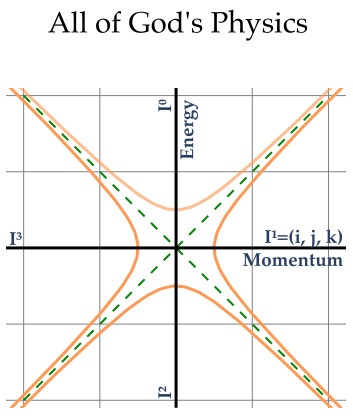 All of God's Physics
I⁰
Energy
I³
I¹=(i, j, k)
Momentum
I²